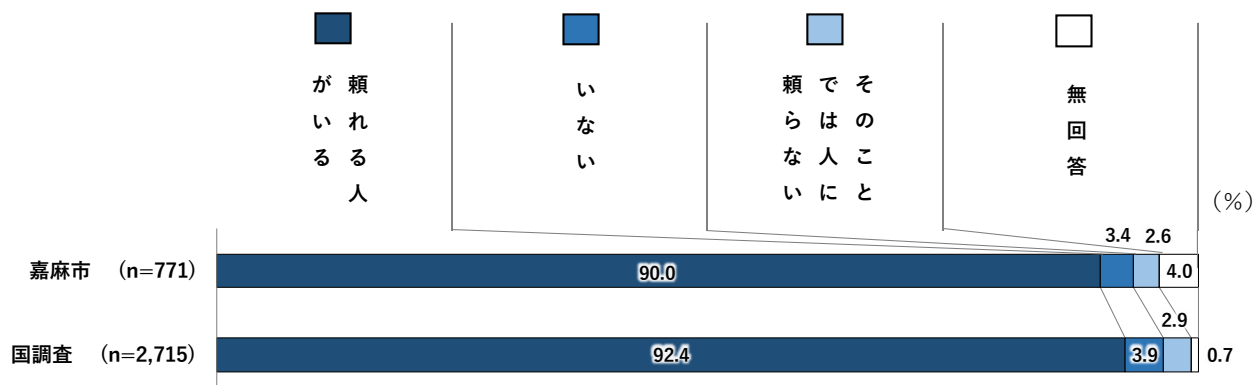 頼れる人
がいる
いない
そのこと
では人に
頼らない
無回答
（%）
3.4 2.6
嘉麻市 （n=771） 90.0 4.0
2.9
国調査 （n=2,715） 92.4 3.9 0.7